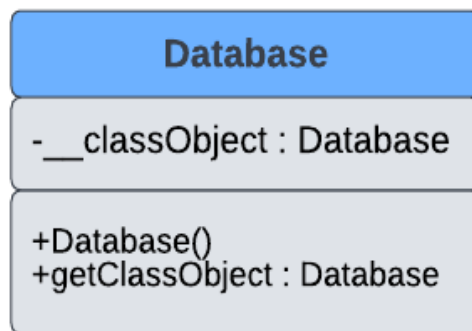 Database
-__classObject : Database
+Database()
+getClassObject : Database